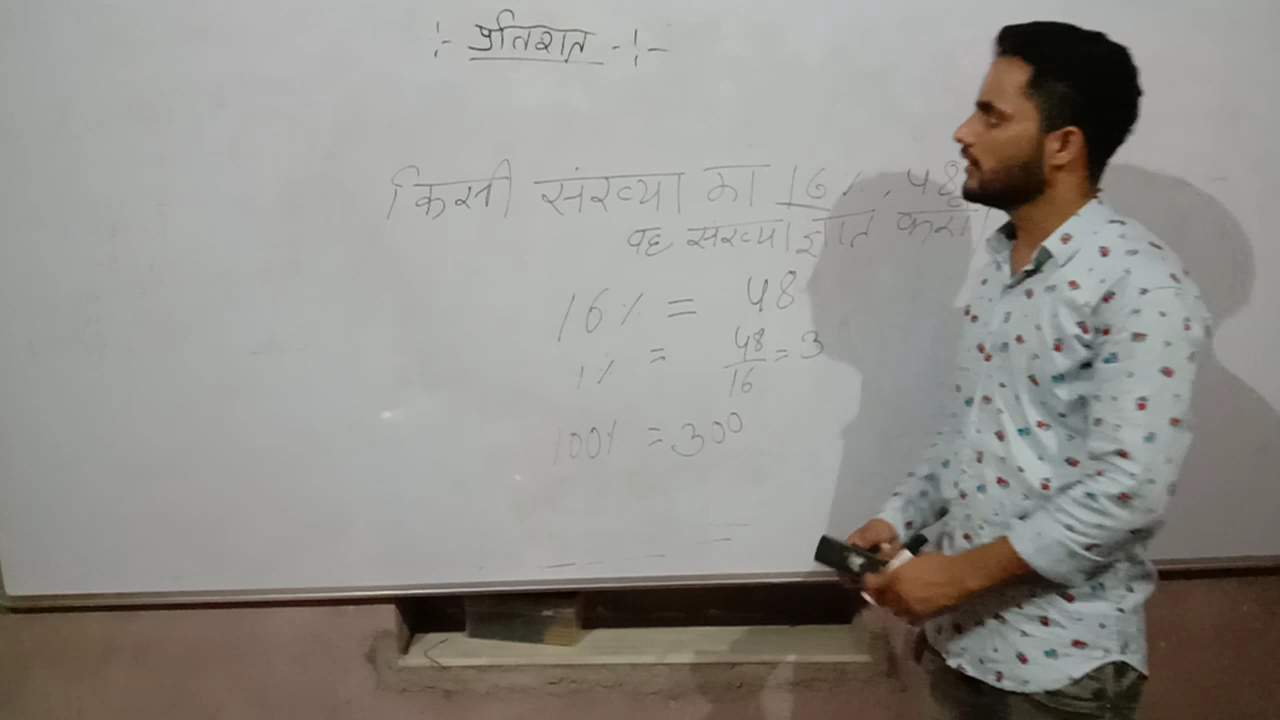 :- प्रतिशत -:-
किसी संख्या का 16%, 48
वह संख्या ज्ञात करो।
16% = 48
1% = 48/16 = 3
100% = 300